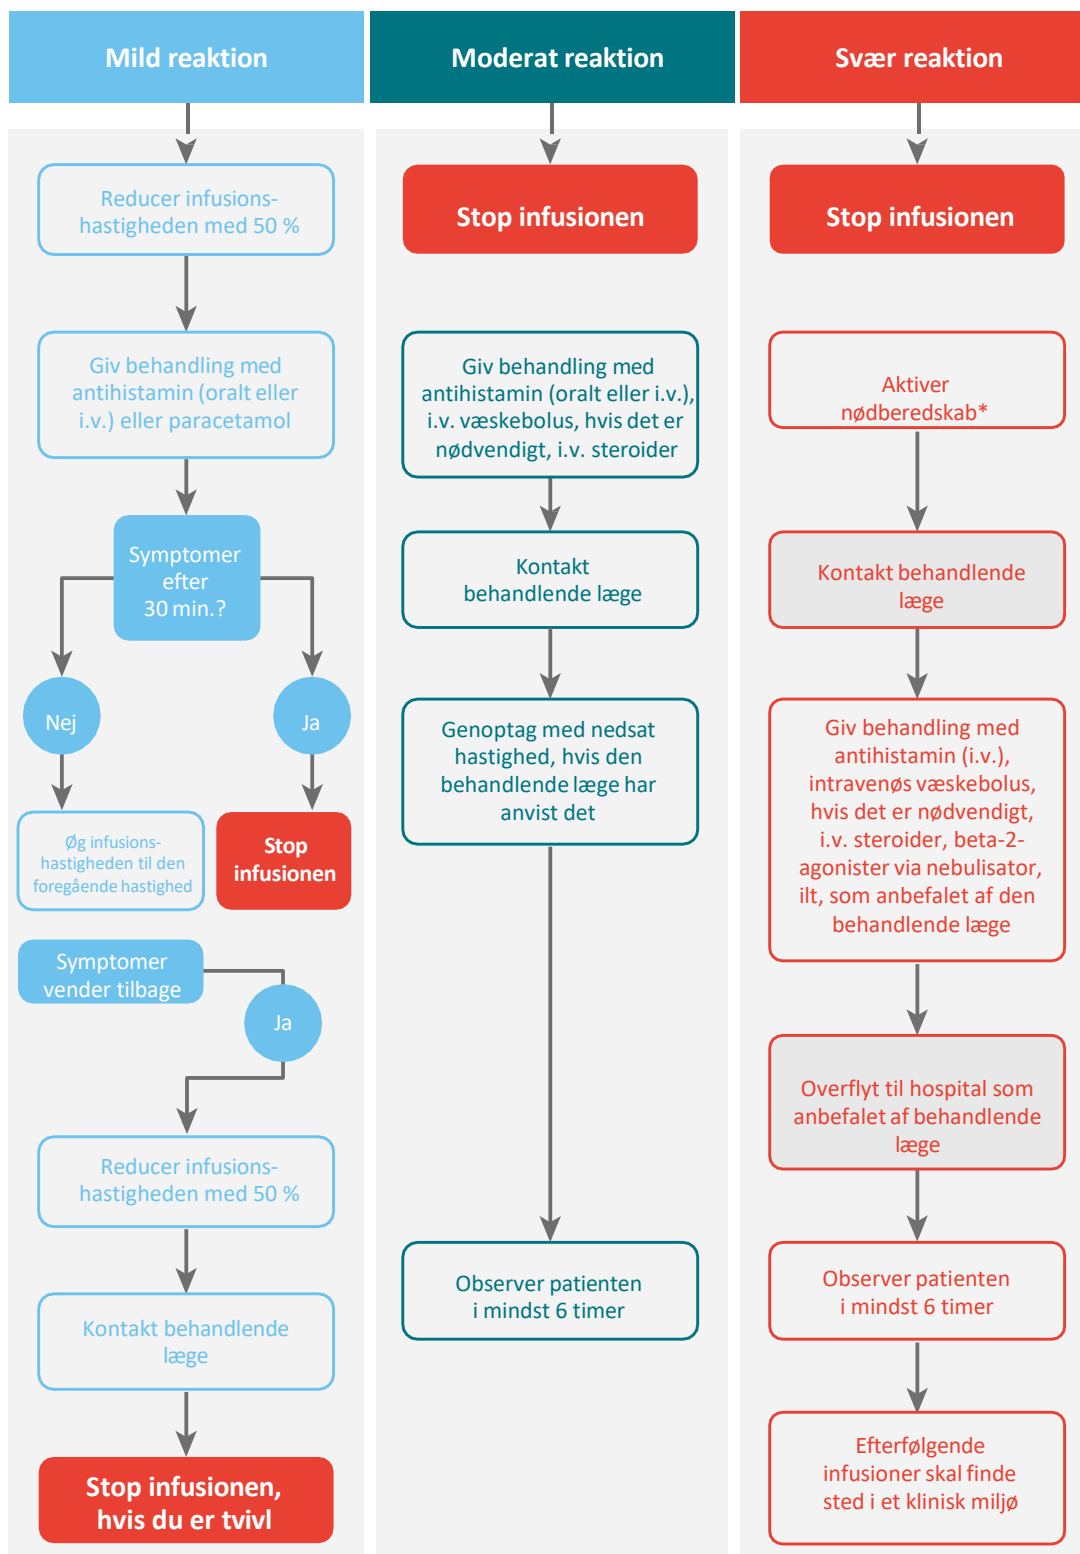 Mild reaktion
Reducer infusions-
hastigheden med 50 %
Giv behandling med
antihistamin (oralt eller
i.v.) eller paracetamol
Symptomer
efter
30 min.?
Nej
Ja
Øg infusions-
hastigheden til den
foregående hastighed
Stop
infusionen
Symptomer
vender tilbage
Ja
Reducer infusions-
hastigheden med 50 %
Kontakt behandlende
læge
Stop infusionen,
hvis du er tvivl
Moderat reaktion
Stop infusionen
Giv behandling med
antihistamin (oralt eller i.v.),
i.v. væskebolus, hvis det er
nødvendigt, i.v. steroider
Kontakt
behandlende læge
Genoptag med nedsat
hastighed, hvis den
behandlende læge har
anvist det
Observer patienten
i mindst 6 timer
Svær reaktion
Stop infusionen
Aktiver
nødberedskab*
Kontakt behandlende
læge
Giv behandling med
antihistamin (i.v.),
intravenøs væskebolus,
hvis det er nødvendigt,
i.v. steroider, beta-2-
agonister via nebulisator,
ilt, som anbefalet af den
behandlende læge
Overflyt til hospital som
anbefalet af behandlende
læge
Observer patienten
i mindst 6 timer
Efterfølgende
infusioner skal finde
sted i et klinisk miljø